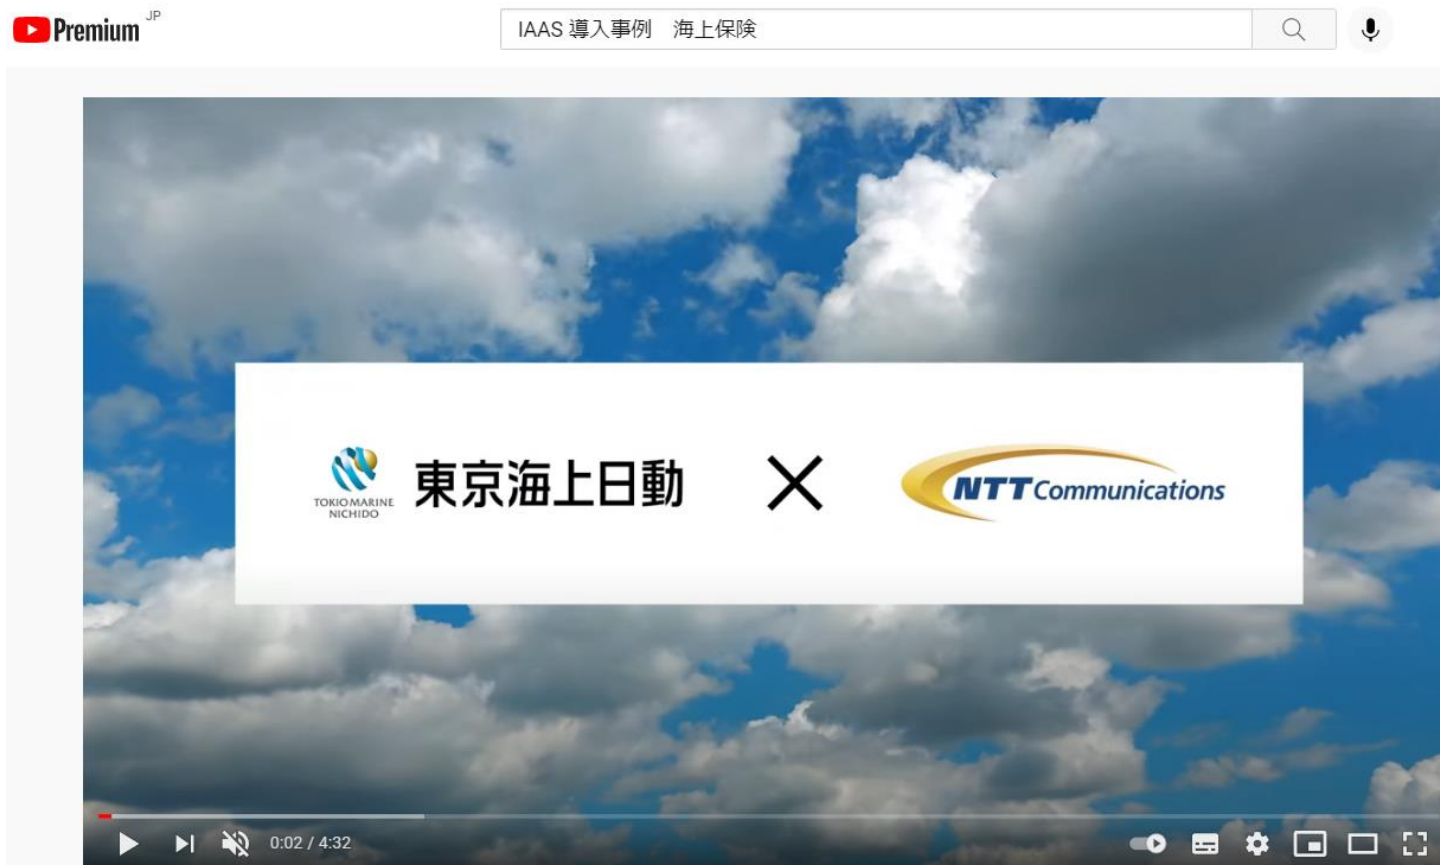 Premium JP
IAAS 導入事例　海上保険
TOKIO MARINE
NICHIDO
東京海上日動
×
NTT Communications
0:02 / 4:32